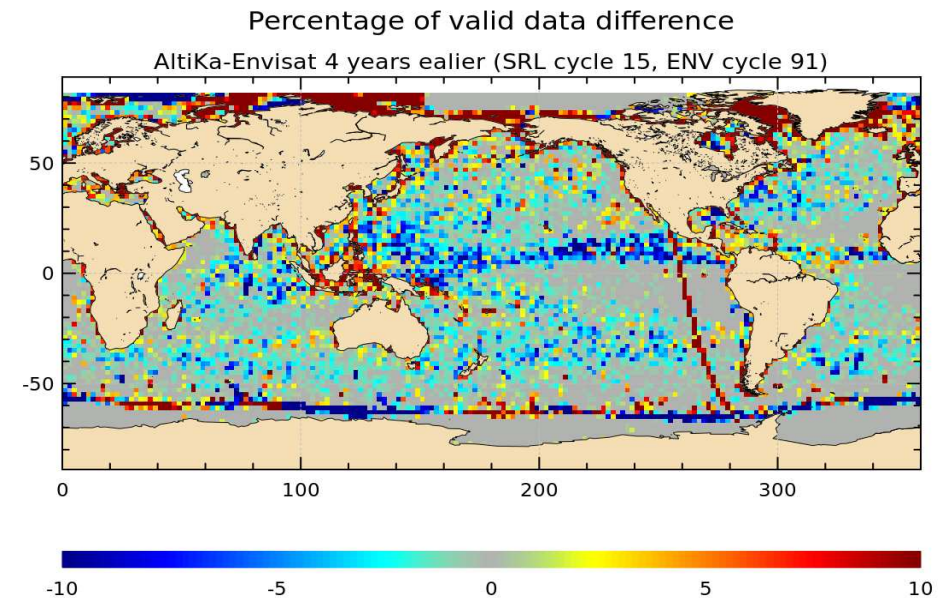 Percentage of valid data difference
AltiKa-Envisat 4 years ealier (SRL cycle 15, ENV cycle 91)
50
0
-50
0 100 200 300
-10 -5 0 5 10